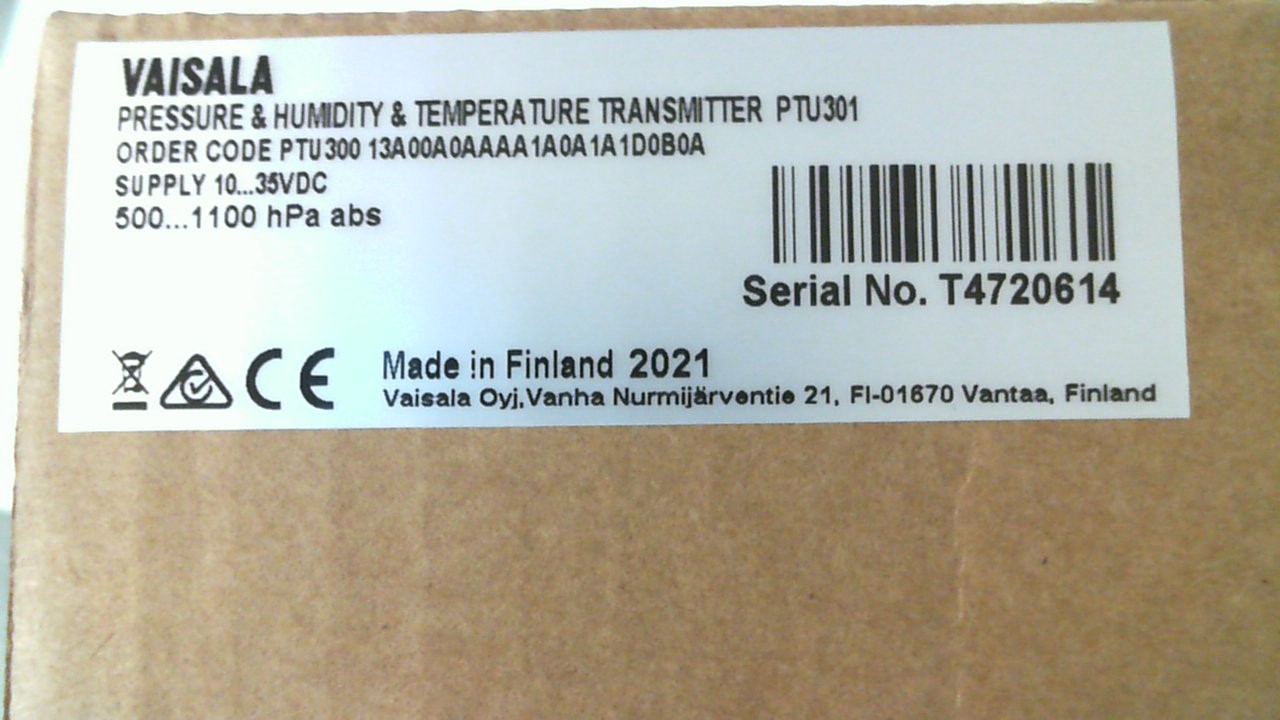 VAISALA
PRESSURE & HUMIDITY & TEMPERATURE TRANSMITTER PTU301
ORDER CODE PTU300 13A00A0AAAA1A0A1A1D0B0A
SUPPLY 10...35VDC
500...1100 hPa abs
Serial No. T4720614
CE
Made in Finland 2021
Vaisala Oyj,Vanha Nurmijärventie 21, FI-01670 Vantaa, Finland